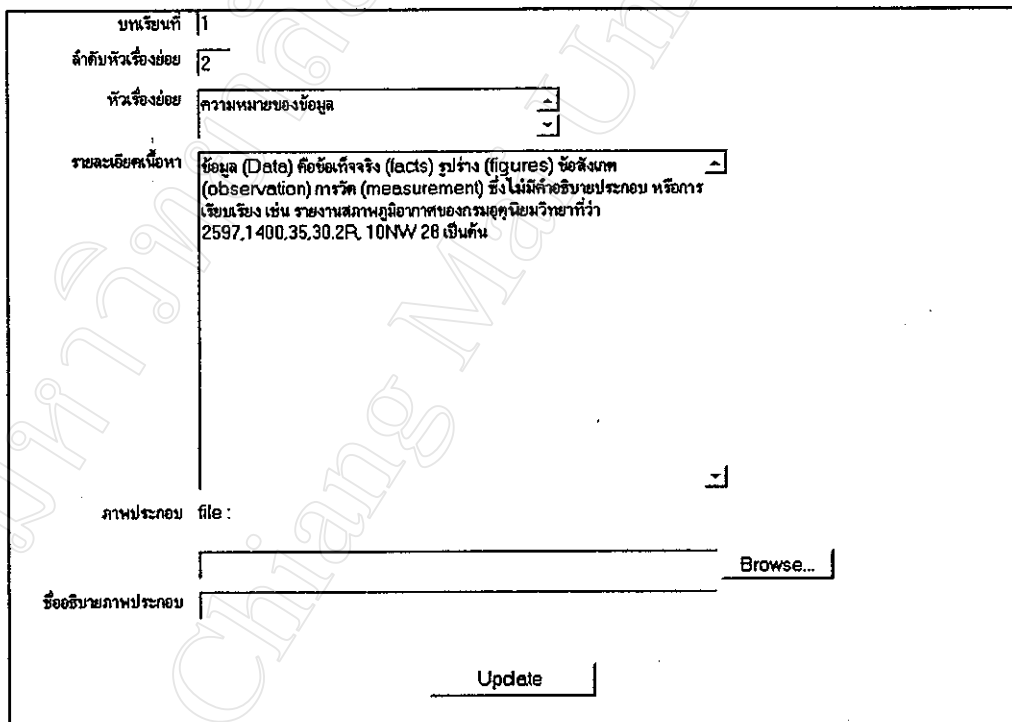 บทเรียนที่ 1
ลำดับหัวเรื่องย่อย 2
หัวเรื่องย่อย ความหมายของข้อมูล
รายละเอียดเนื้อหา ข้อมูล (Data) คือข้อเท็จจริง (facts) รูปร่าง (figures) ข้อสังเกต
(observation) การวัด (measurement) ซึ่งไม่มีคำอธิบายประกอบ หรือการ
เรียบเรียง เช่น รายงานสภาพภูมิอากาศของกรมอุตุนิยมวิทยาที่ว่า
2597,1400,35,30.2R, 10NW 28 เป็นต้น
ภาพประกอบ file :
Browse...
ชื่ออธิบายภาพประกอบ
Update
Chiang Mai Un